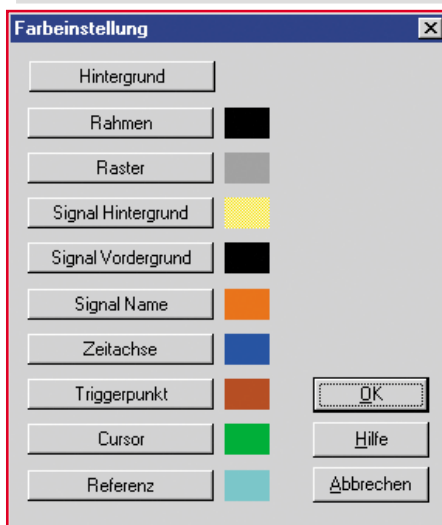 Farbeinstellung
Hintergrund
Rahmen
Raster
Signal Hintergrund
Signal Vordergrund
Signal Name
Zeitachse
Triggerpunkt
OK
Cursor
Hilfe
Referenz
Abbrechen